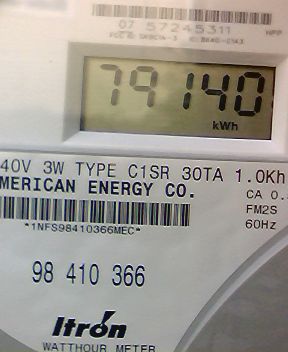 07 57245311
79140
kWh
40V 3W TYPE C1SR 30TA 1.0Kh
MERICAN ENERGY CO.
CA 0.
FM2S
60Hz
*1NFS98410366MEC*
98 410 366
Itrón
WATTHOUR METER